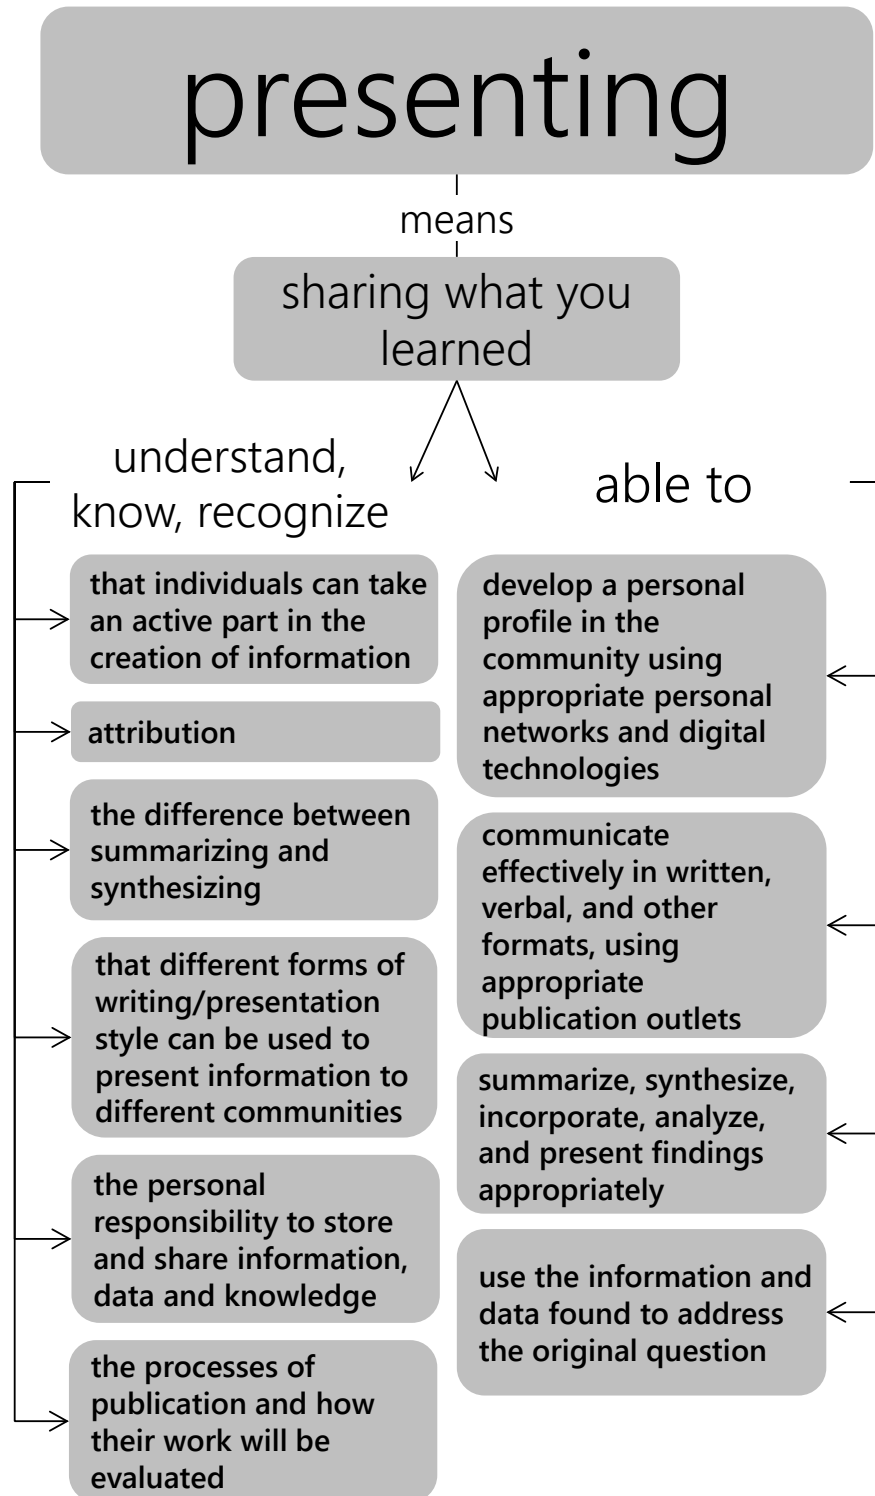 presenting
means
sharing what you
learned
understand,
know, recognize
that individuals can take
an active part in the
creation of information
attribution
the difference between
summarizing and
synthesizing
that different forms of
writing/presentation
style can be used to
present information to
different communities
the personal
responsibility to store
and share information,
data and knowledge
the processes of
publication and how
their work will be
evaluated
able to
develop a personal
profile in the
community using
appropriate personal
networks and digital
technologies
communicate
effectively in written,
verbal, and other
formats, using
appropriate
publication outlets
summarize, synthesize,
incorporate, analyze,
and present findings
appropriately
use the information and
data found to address
the original question